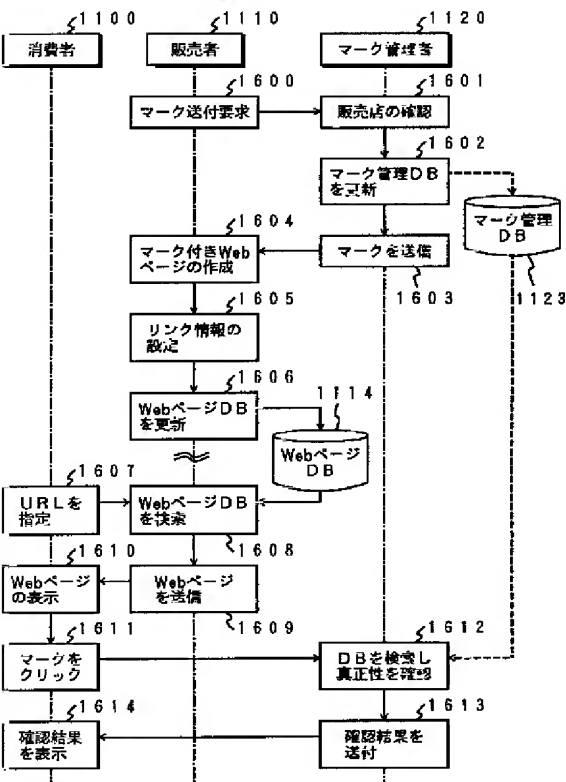 1100
1110
1120
消費者
販売者
マーク管理者
1600
1601
マーク送付要求
販売店の確認
1602
マーク管理DB
を更新
マーク管理
DB
1604
マーク付きWeb
ページの作成
マークを送信
1603
1123
1605
リンク情報の
設定
1606
1114
WebページDB
を更新
Webページ
DB
1607
URLを
指定
WebページDB
を検索
1610
1608
Webページ
の表示
Webページ
を送信
1611
1609
1612
マークを
クリック
DBを検索し
真正性を確認
1614
1613
確認結果
を表示
確認結果を
送付